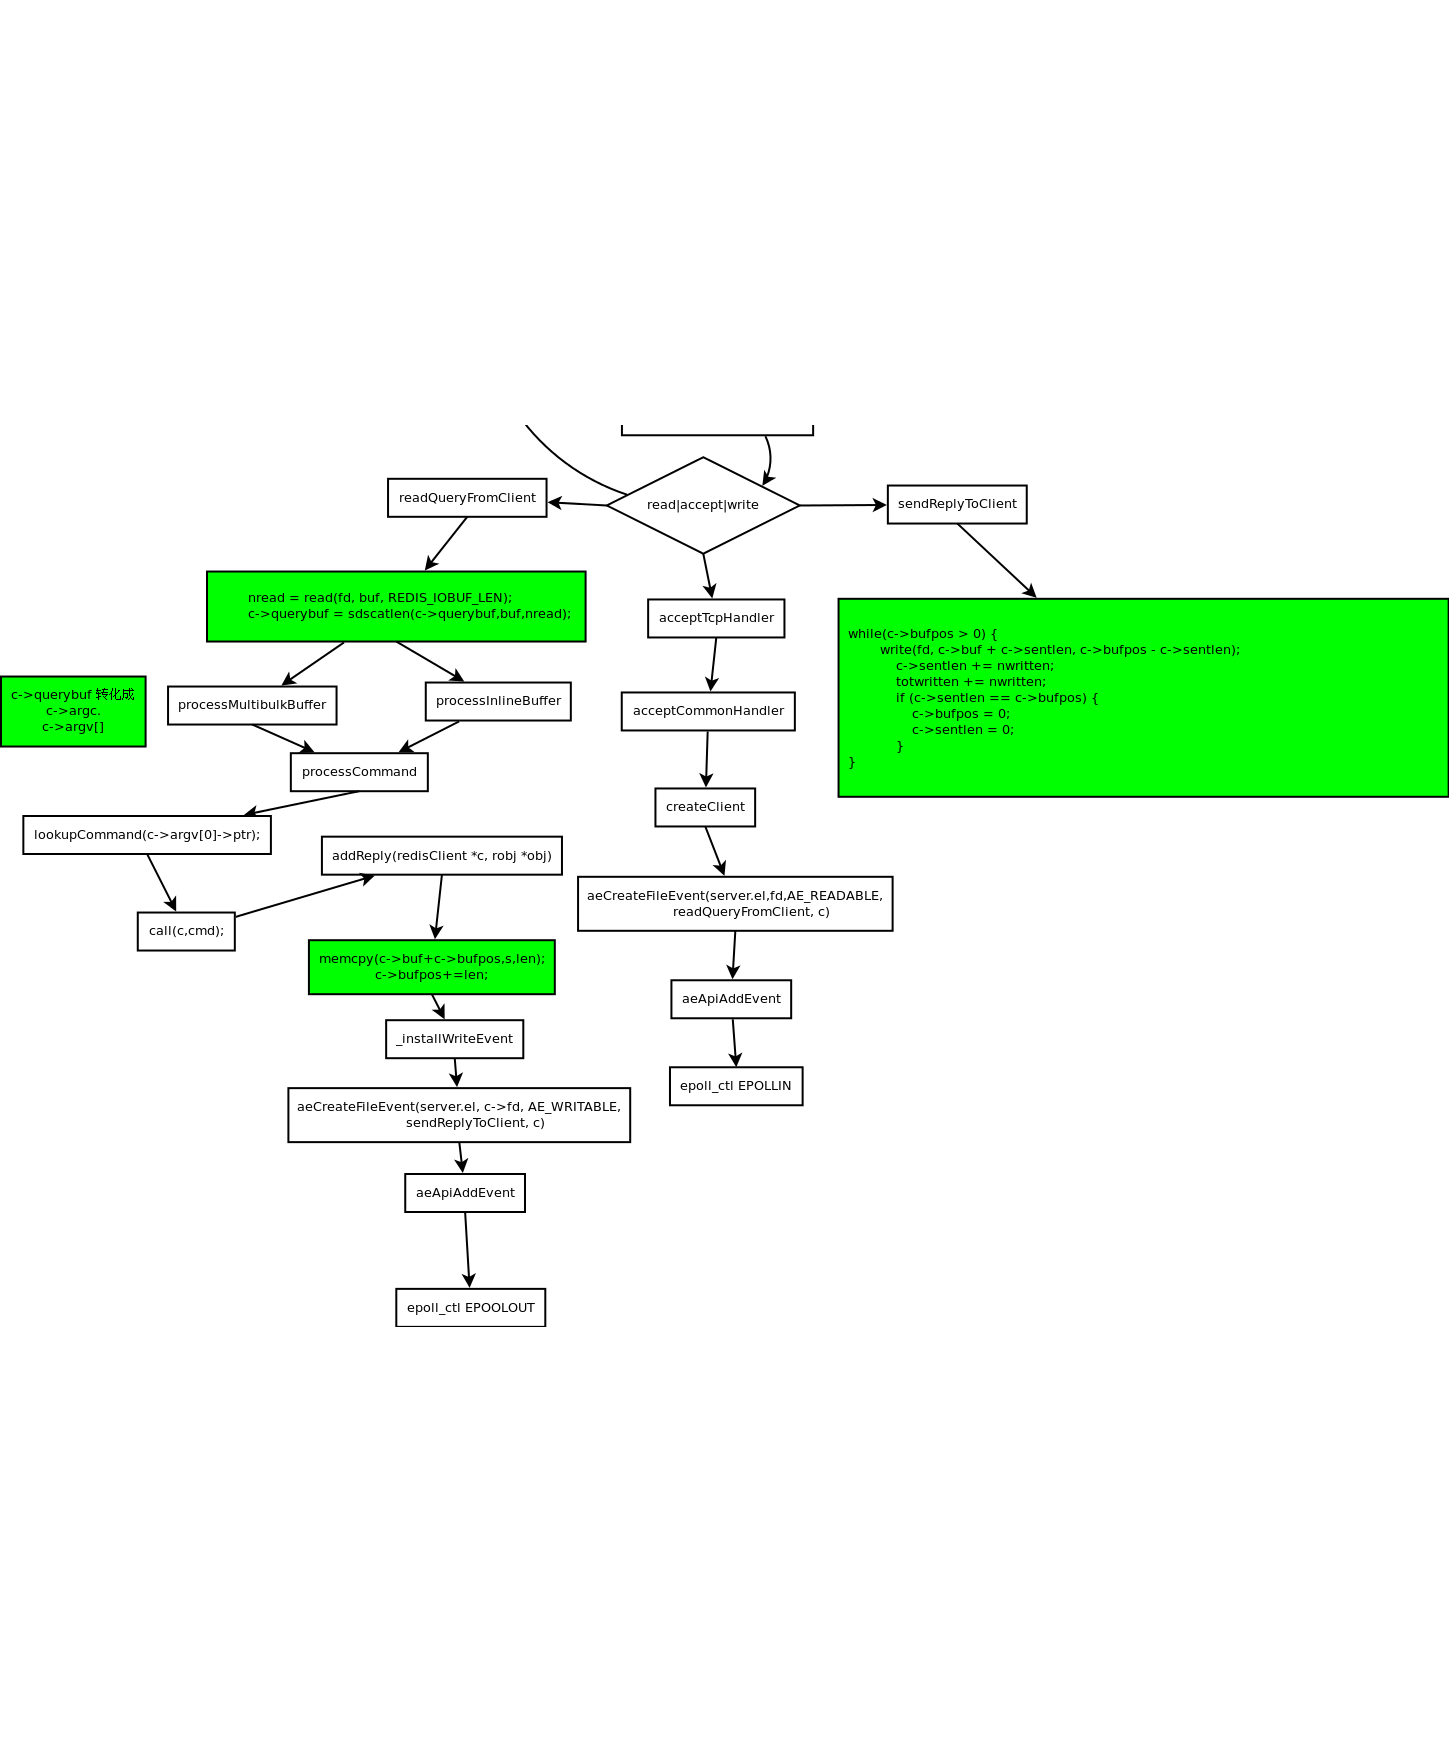 readQueryFromClient
read|accept|write
sendReplyToClient
nread = read(fd, buf, REDIS_IOBUF_LEN);
c->querybuf = sdscatlen(c->querybuf,buf,nread);
acceptTcpHandler
while(c->bufpos > 0) {
write(fd, c->buf + c->sentlen, c->bufpos - c->sentlen);
c->sentlen += nwritten;
totwritten += nwritten;
if (c->sentlen == c->bufpos) {
c->bufpos = 0;
c->sentlen = 0;
}
}
c->querybuf 转化成
c->argc.
c->argv[]
processMultibulkBuffer
processInlineBuffer
acceptCommonHandler
processCommand
createClient
lookupCommand(c->argv[0]->ptr);
addReply(redisClient *c, robj *obj)
aeCreateFileEvent(server.el,fd,AE_READABLE,
readQueryFromClient, c)
call(c,cmd);
memcpy(c->buf+c->bufpos,s,len);
c->bufpos+=len;
aeApiAddEvent
_installWriteEvent
epoll_ctl EPOLLIN
aeCreateFileEvent(server.el, c->fd, AE_WRITABLE,
sendReplyToClient, c)
aeApiAddEvent
epoll_ctl EPOOLOUT